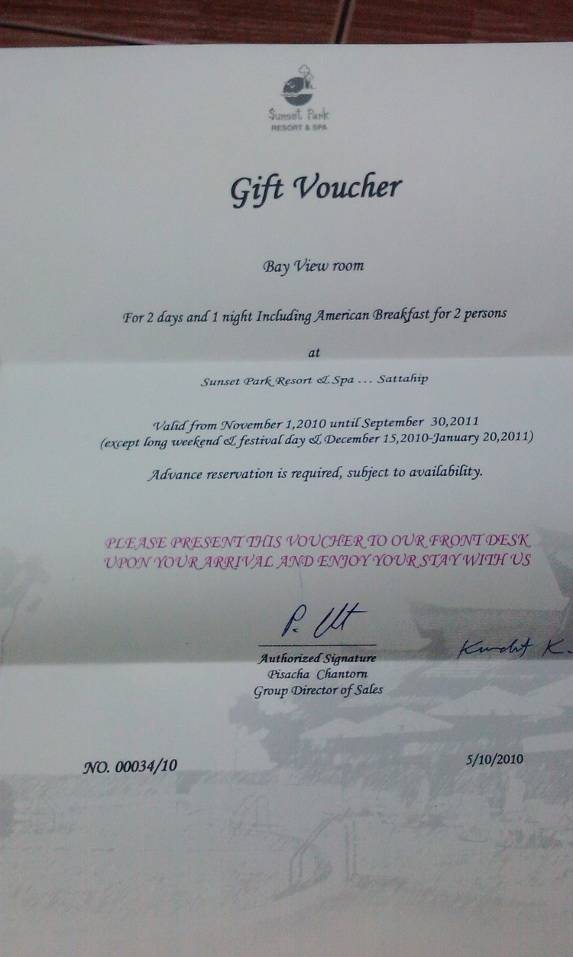 Sunset Park
RESORT & SPA
Gift Voucher
Bay View room
For 2 days and 1 night Including American Breakfast for 2 persons
at
Sunset Park Resort & Spa ... Sattahip
Valid from November 1,2010 until September 30,2011
(except long weekend & festival day & December 15,2010-January 20,2011)
Advance reservation is required, subject to availability.
PLEASE PRESENT THIS VOUCHER TO OUR FRONT DESK
UPON YOUR ARRIVAL AND ENJOY YOUR STAY WITH US
Authorized Signature
Pisacha Chantorn
Group Director of Sales
NO. 00034/10
5/10/2010